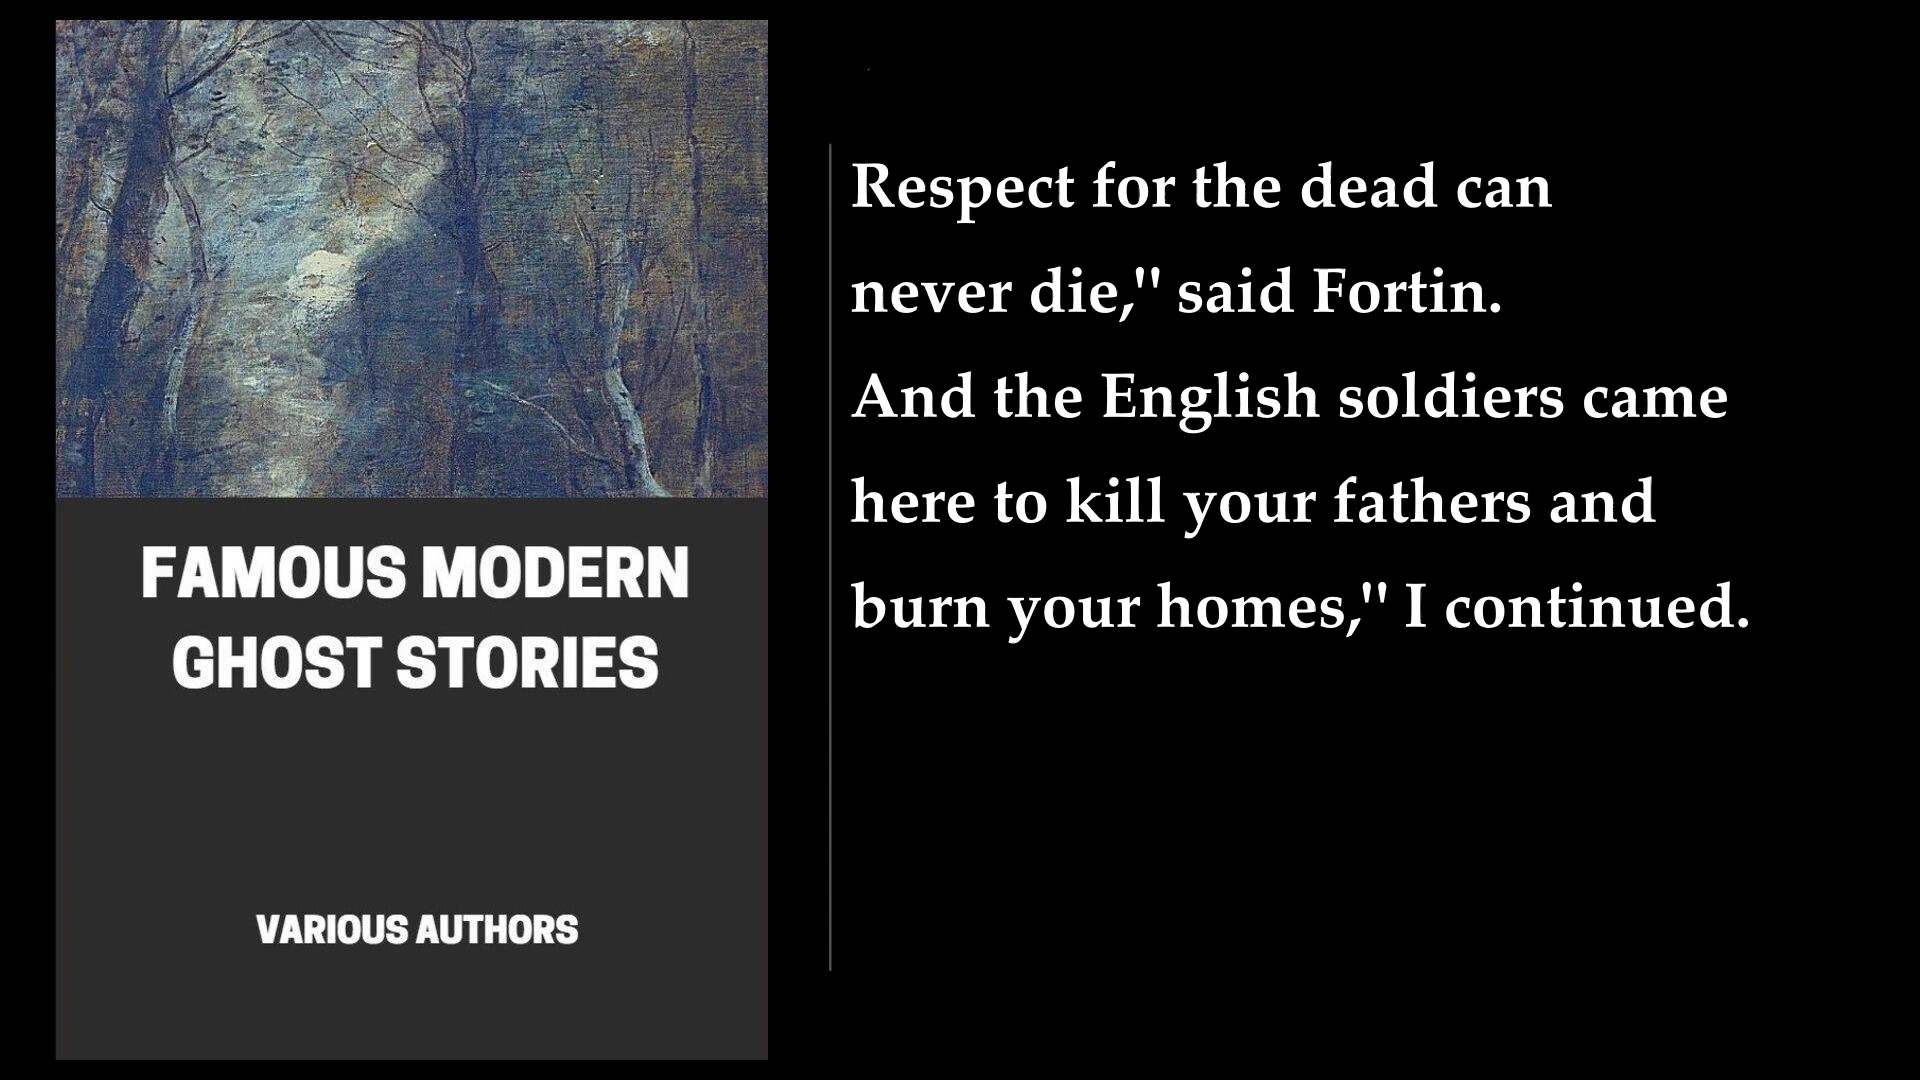 FAMOUS MODERN
GHOST STORIES
VARIOUS AUTHORS
Respect for the dead can
never die," said Fortin.
And the English soldiers came
here to kill your fathers and
burn your homes," I continued.